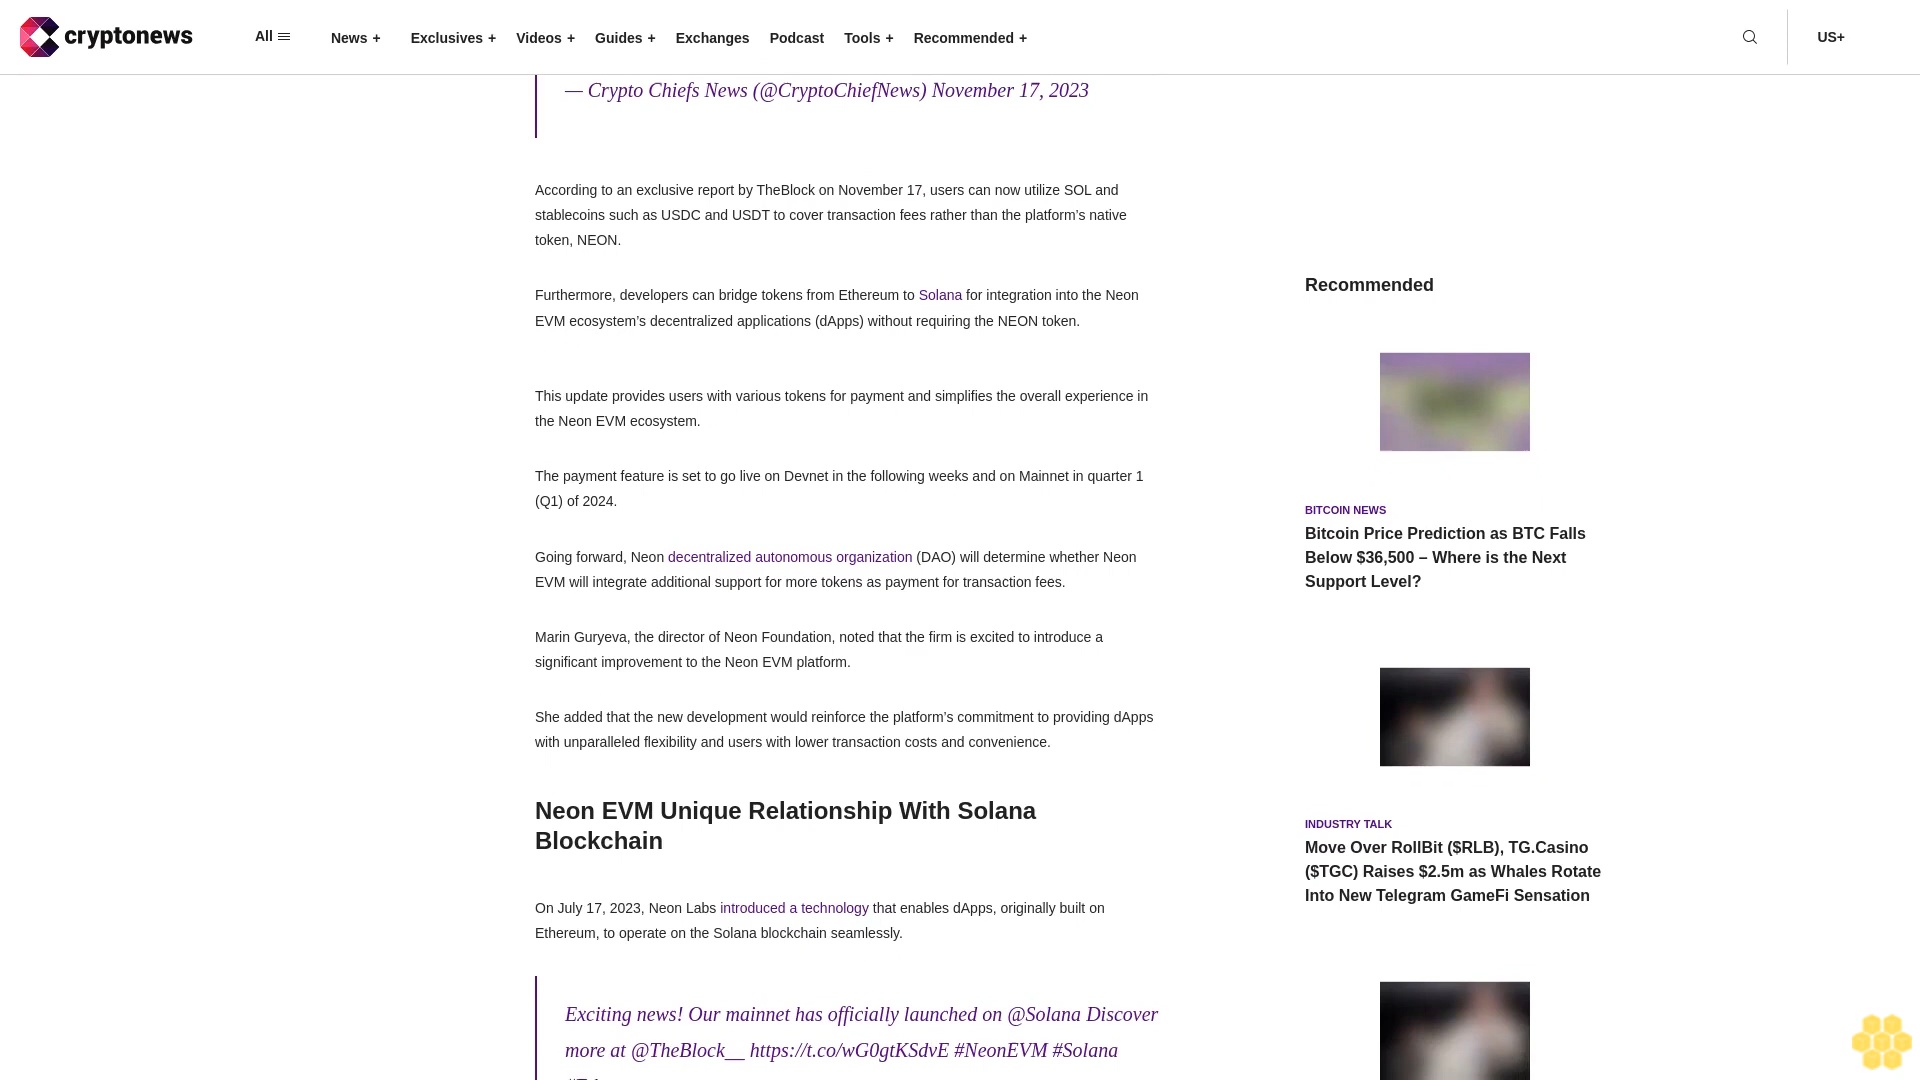 cryptonews
All
News +
Exclusives +
Videos +
Guides +
Exchanges
Podcast
Tools +
Recommended +
US+
— Crypto Chiefs News (@CryptoChiefNews) November 17, 2023
According to an exclusive report by TheBlock on November 17, users can now utilize SOL and
stablecoins such as USDC and USDT to cover transaction fees rather than the platform’s native
token, NEON.
Furthermore, developers can bridge tokens from Ethereum to Solana for integration into the Neon
EVM ecosystem’s decentralized applications (dApps) without requiring the NEON token.
This update provides users with various tokens for payment and simplifies the overall experience in
the Neon EVM ecosystem.
The payment feature is set to go live on Devnet in the following weeks and on Mainnet in quarter 1
(Q1) of 2024.
Going forward, Neon decentralized autonomous organization (DAO) will determine whether Neon
EVM will integrate additional support for more tokens as payment for transaction fees.
Marin Guryeva, the director of Neon Foundation, noted that the firm is excited to introduce a
significant improvement to the Neon EVM platform.
She added that the new development would reinforce the platform’s commitment to providing dApps
with unparalleled flexibility and users with lower transaction costs and convenience.
Neon EVM Unique Relationship With Solana
Blockchain
On July 17, 2023, Neon Labs introduced a technology that enables dApps, originally built on
Ethereum, to operate on the Solana blockchain seamlessly.
Exciting news! Our mainnet has officially launched on @Solana Discover
more at @TheBlock__ https://t.co/wG0gtKSdvE #NeonEVM #Solana
Recommended
BITCOIN NEWS
Bitcoin Price Prediction as BTC Falls
Below $36,500 – Where is the Next
Support Level?
INDUSTRY TALK
Move Over RollBit ($RLB), TG.Casino
($TGC) Raises $2.5m as Whales Rotate
Into New Telegram GameFi Sensation